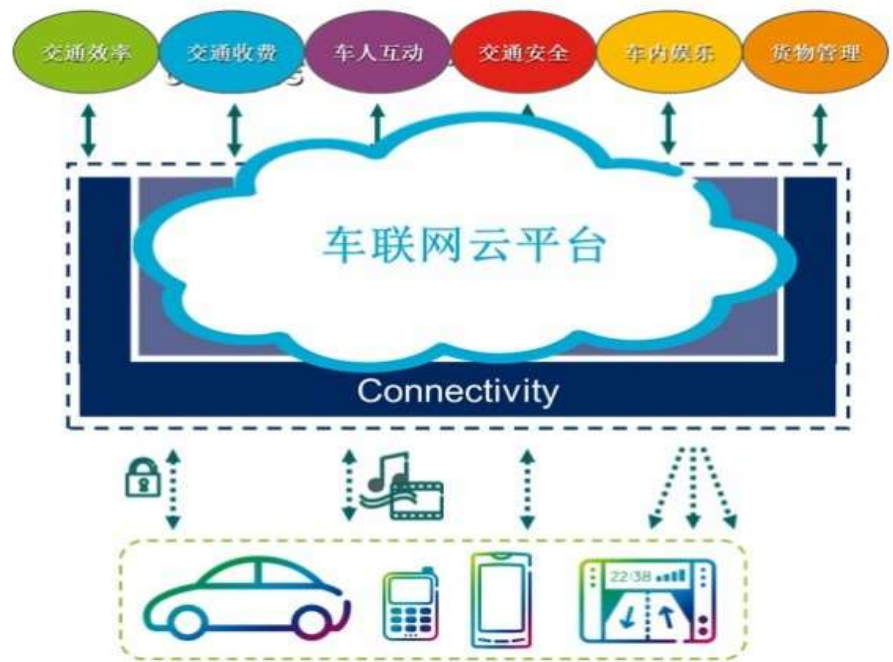 交通效率
交通收费
车人互动
交通安全
车内娱乐
货物管理
车联网云平台
Connectivity
22:38